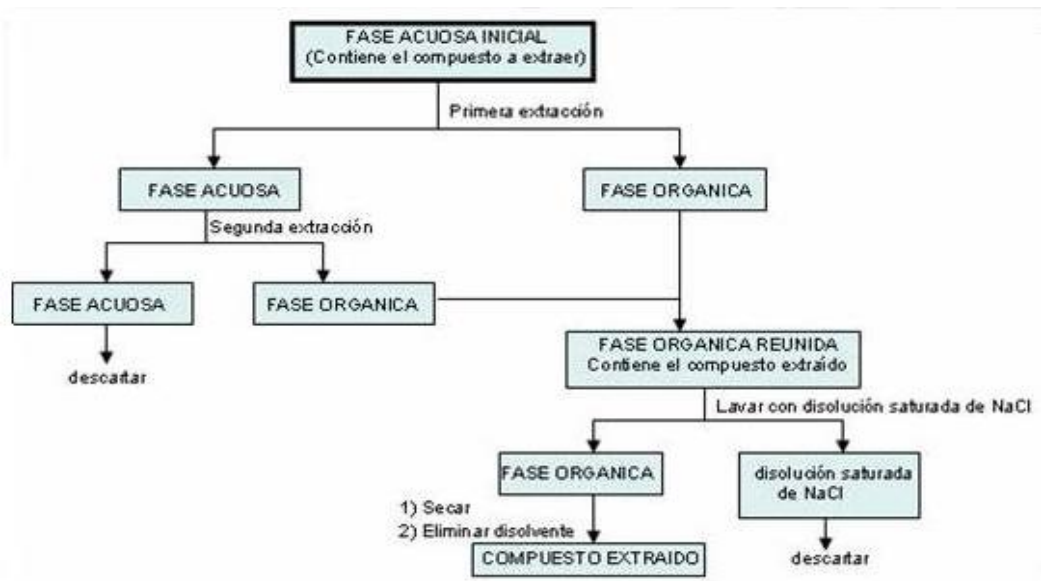 FASE ACUOSA INICIAL
(Contiene el compuesto a extraer)
Primera extracción
FASE ACUOSA
FASE ORGANICA
Segunda extracción
FASE ACUOSA
FASE ORGANICA
descartar
FASE ORGANICA REUNIDA
Contiene el compuesto extraído
Lavar con disolución saturada de NaCl
FASE ORGANICA
disolución saturada
de NaCl
1) Secar
2) Eliminar disolvente
COMPUESTO EXTRAIDO
descartar